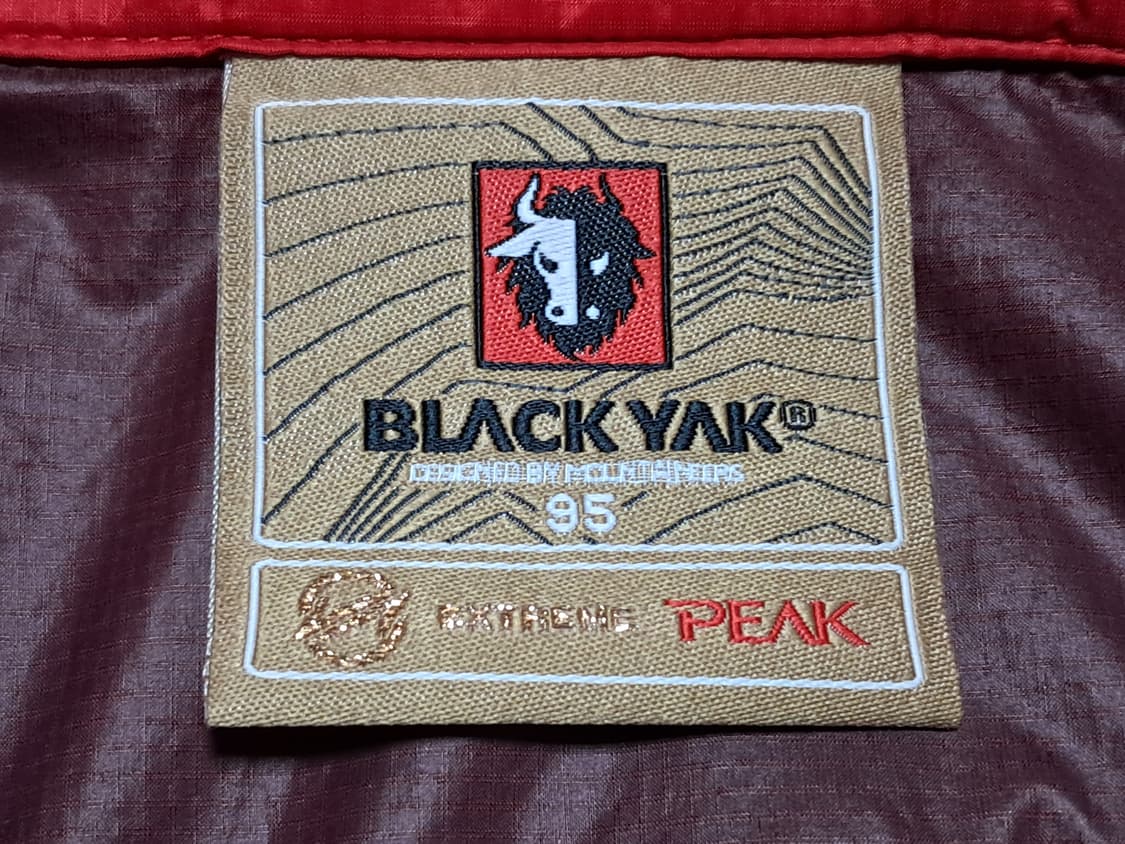 BLACK YAK®
DESIGNED BY MOUNTAINEERS
95
EXTREME PEAK